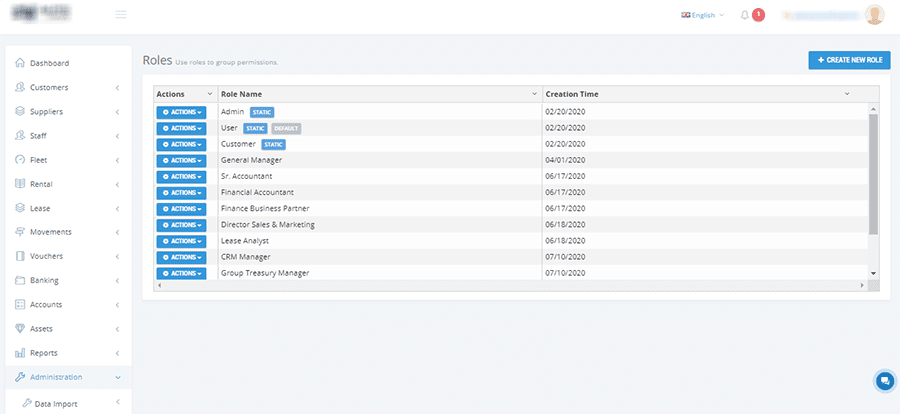 English
1
Dashboard
Customers
Suppliers
Staff
Fleet
Rental
Lease
Movements
Vouchers
Banking
Accounts
Assets
Reports
Administration
Data Import
Roles Use roles to group permissions.
CREATE NEW ROLE
Actions Role Name Creation Time
ACTIONS Admin STATIC 02/20/2020
ACTIONS User STATIC DEFAULT 02/20/2020
ACTIONS Customer STATIC 02/20/2020
ACTIONS General Manager 04/01/2020
ACTIONS Sr. Accountant 06/17/2020
ACTIONS Financial Accountant 06/17/2020
ACTIONS Finance Business Partner 06/17/2020
ACTIONS Director Sales & Marketing 06/18/2020
ACTIONS Lease Analyst 06/18/2020
ACTIONS CRM Manager 07/10/2020
ACTIONS Group Treasury Manager 07/10/2020